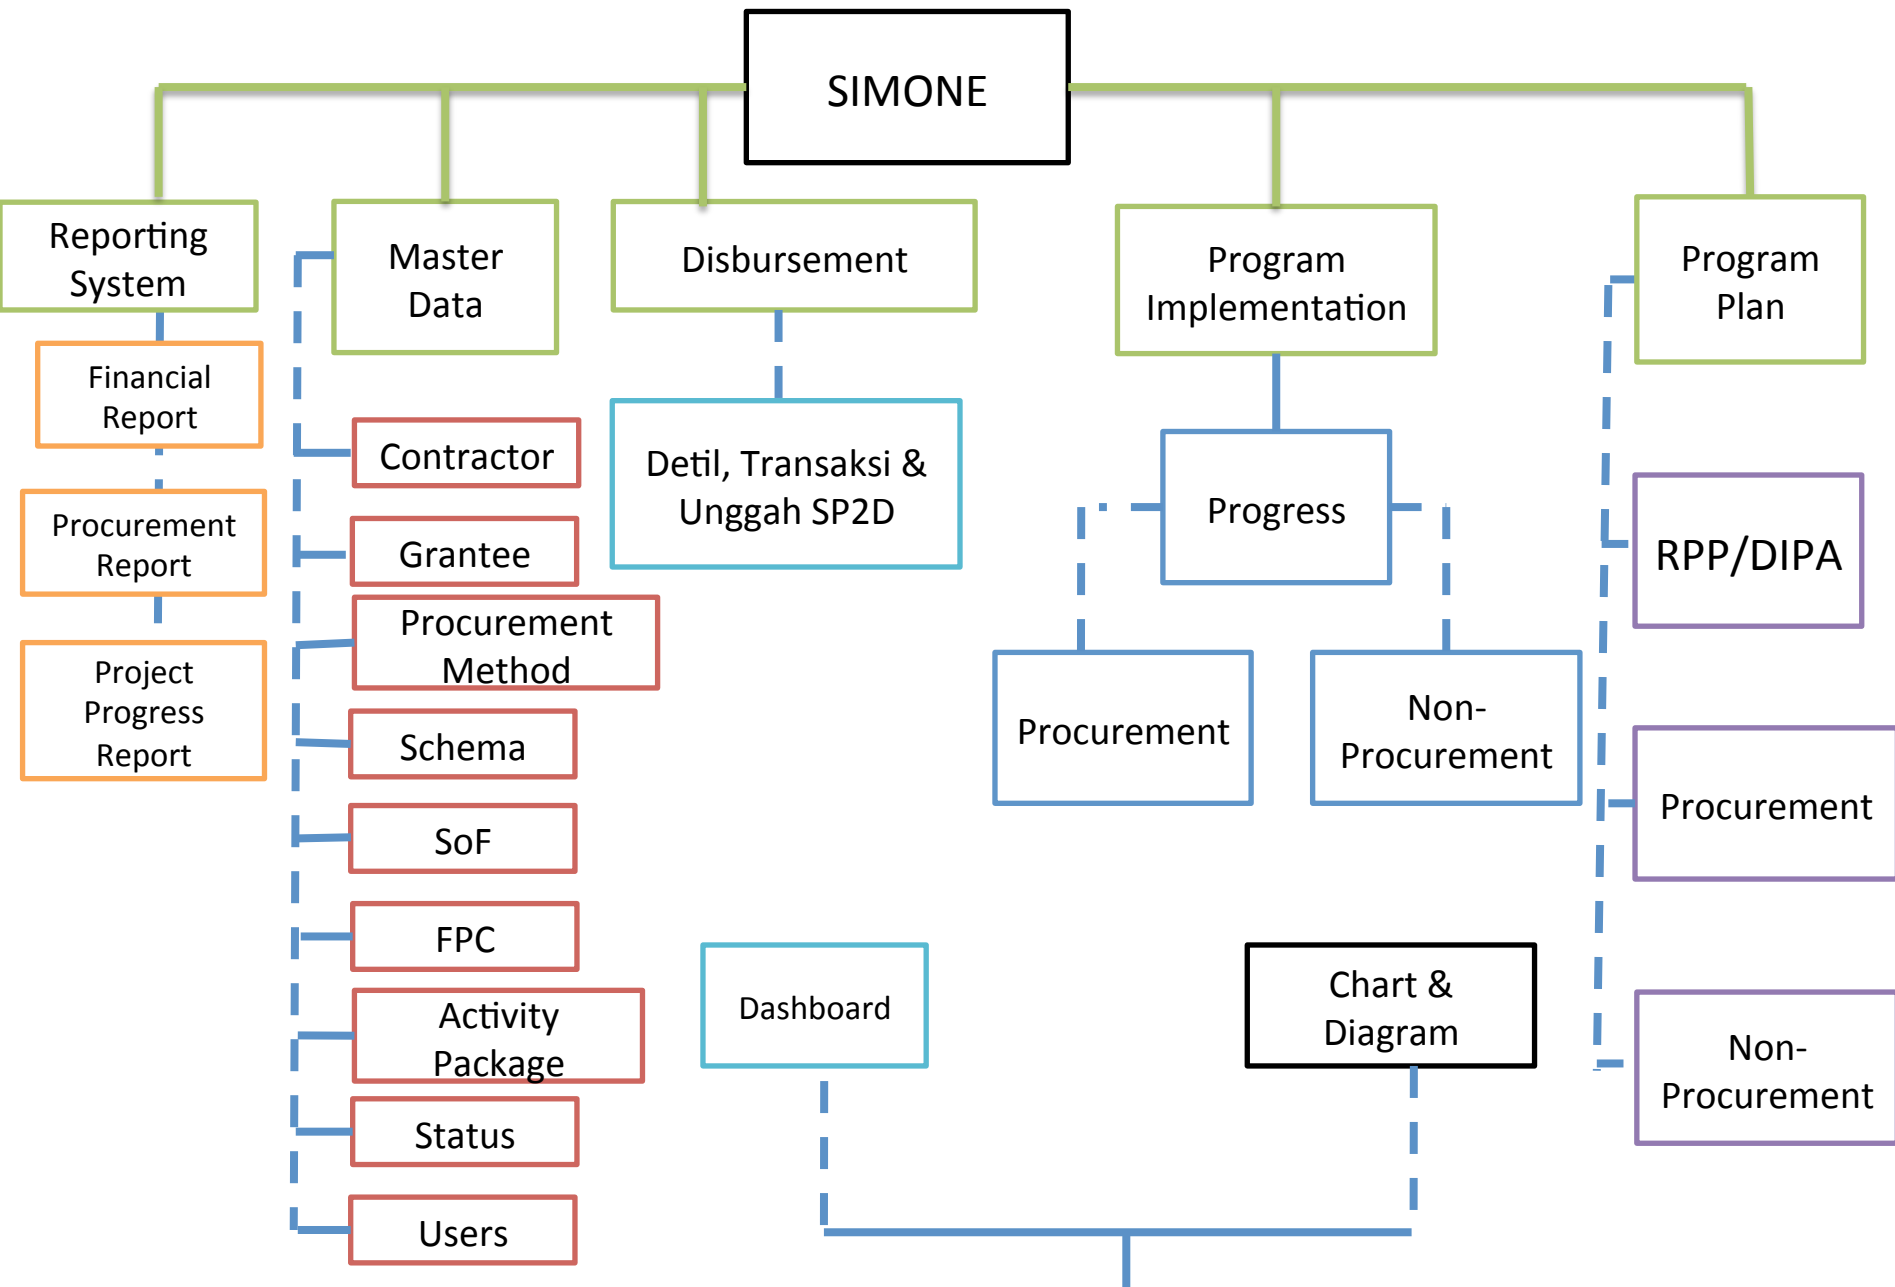 SIMONE
Reporting
System
Financial
Report
Procurement
Report
Project
Progress
Report
Master
Data
Contractor
Grantee
Procurement
Method
Schema
SoF
FPC
Activity
Package
Status
Users
Disbursement
Detil, Transaksi &
Unggah SP2D
Program
Implementation
Progress
Procurement
Non-
Procurement
Program
Plan
RPP/DIPA
Procurement
Non-
Procurement
Dashboard
Chart &
Diagram